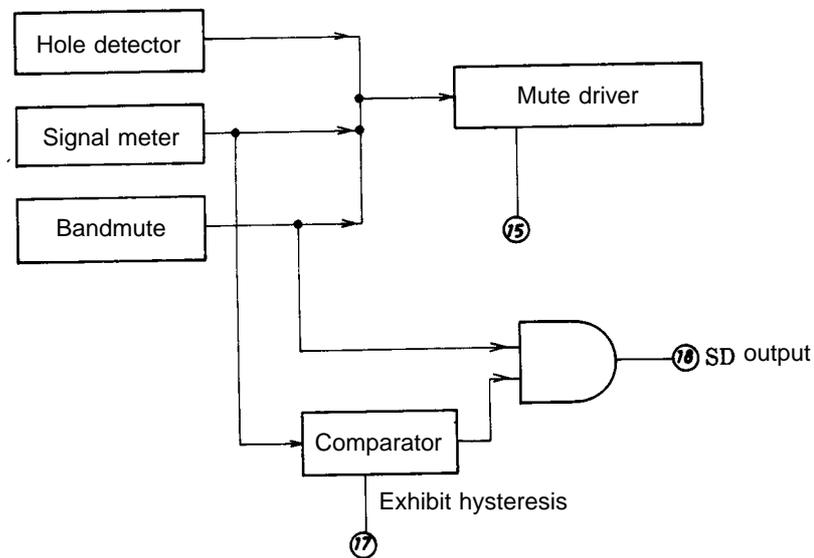 Hole detector
Signal meter
Mute driver
Bandmute
15
18 SD output
Comparator
Exhibit hysteresis
17